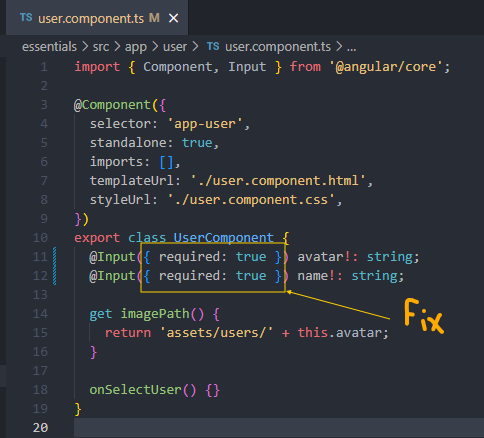 TS user.component.ts M ×
essentials > src > app > user > TS user.component.ts > ...
1 import { Component, Input } from '@angular/core';
2
3 @Component({
4 selector: 'app-user',
5 standalone: true,
6 imports: [],
7 templateUrl: './user.component.html',
8 styleUrl: './user.component.css',
9 })
10 export class UserComponent {
11 @Input({ required: true }) avatar!: string;
12 @Input({ required: true }) name!: string;
13
14 get imagePath() {
15 return 'assets/users/' + this.avatar;
16 }
17
18 onSelectUser() {}
19 }
20
Fix